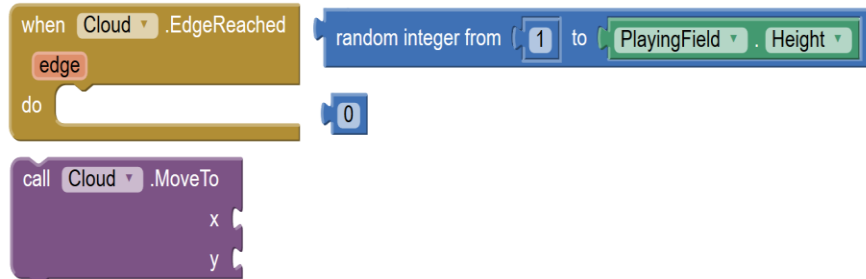 when Cloud .EdgeReached
edge
do
random integer from 1 to PlayingField . Height
0
call Cloud .MoveTo
x
y